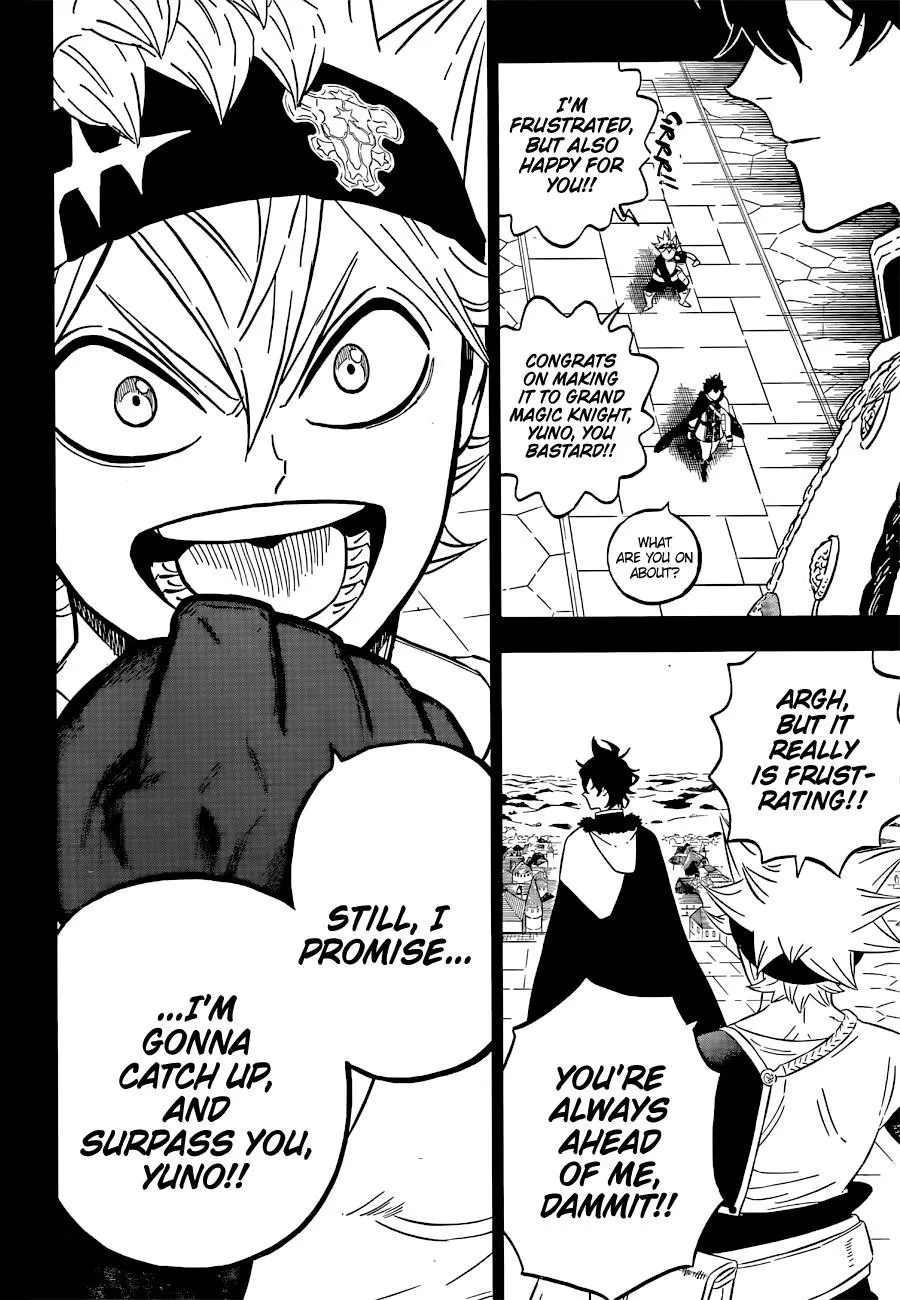 I'M
FRUSTRATED,
BUT ALSO
HAPPY FOR
YOU!!
GRRR!!
CONGRATS
ON MAKING
IT TO GRAND
MAGIC KNIGHT,
YUNO, YOU
BASTARD!!
WHAT
ARE YOU ON
ABOUT?
ARGH,
BUT IT
REALLY
IS FRUST-
RATING!!
YOU'RE
ALWAYS
AHEAD
OF ME,
DAMMIT!!
STILL, I
PROMISE...
...I'M
GONNA
CATCH UP,
AND
SURPASS YOU,
YUNO!!